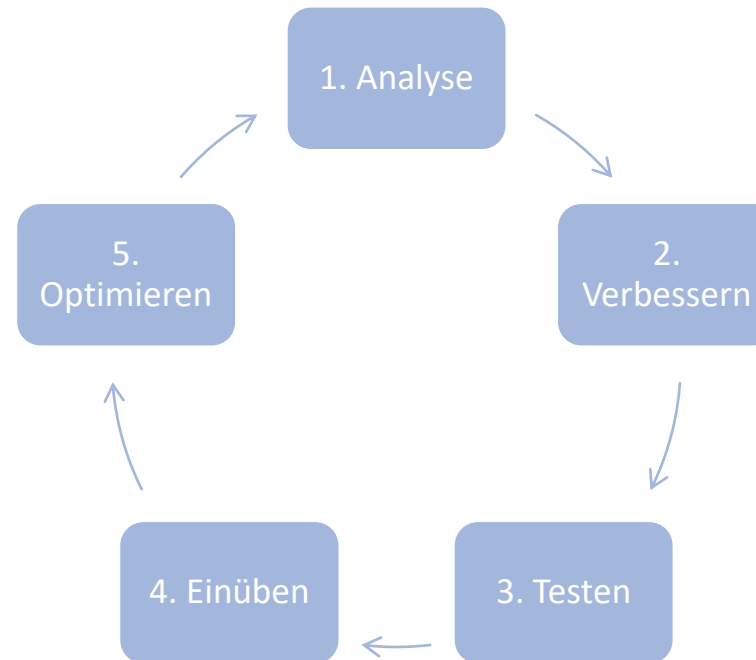 1. Analyse
2.
Verbessern
3. Testen
4. Einüben
5.
Optimieren